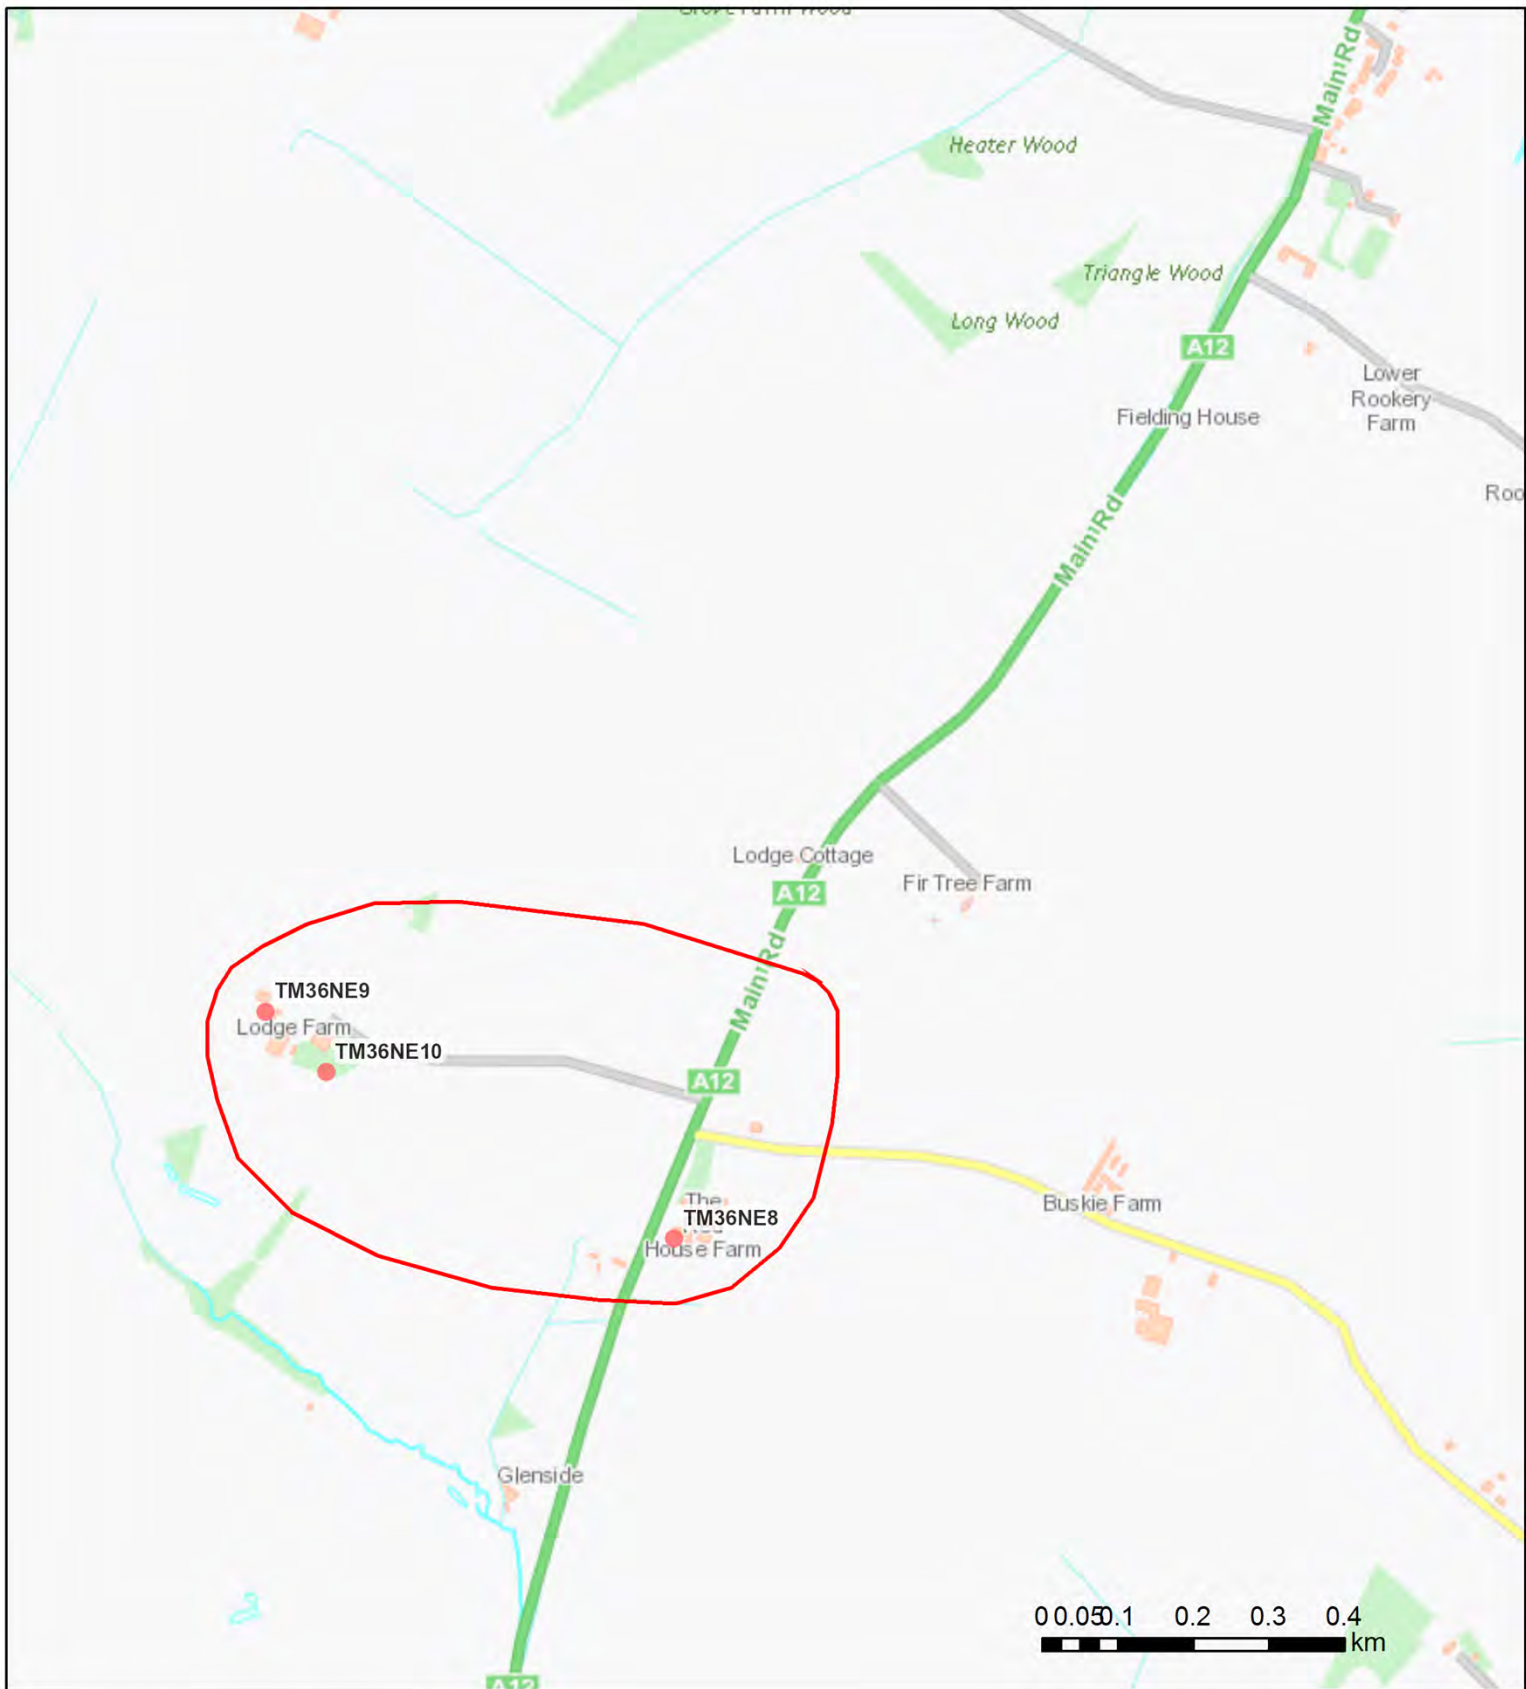 Main Rd
Heater Wood
Triangle Wood
Long Wood
A12
Lower
Rookery
Farm
Fielding House
Roo
Main Rd
Lodge Cottage
Fir Tree Farm
A12
Main Rd
TM36NE9
Lodge Farm
TM36NE10
A12
The
TM36NE8
House Farm
Buskie Farm
Glenside
0 0.05 0.1 0.2 0.3 0.4
km
A12